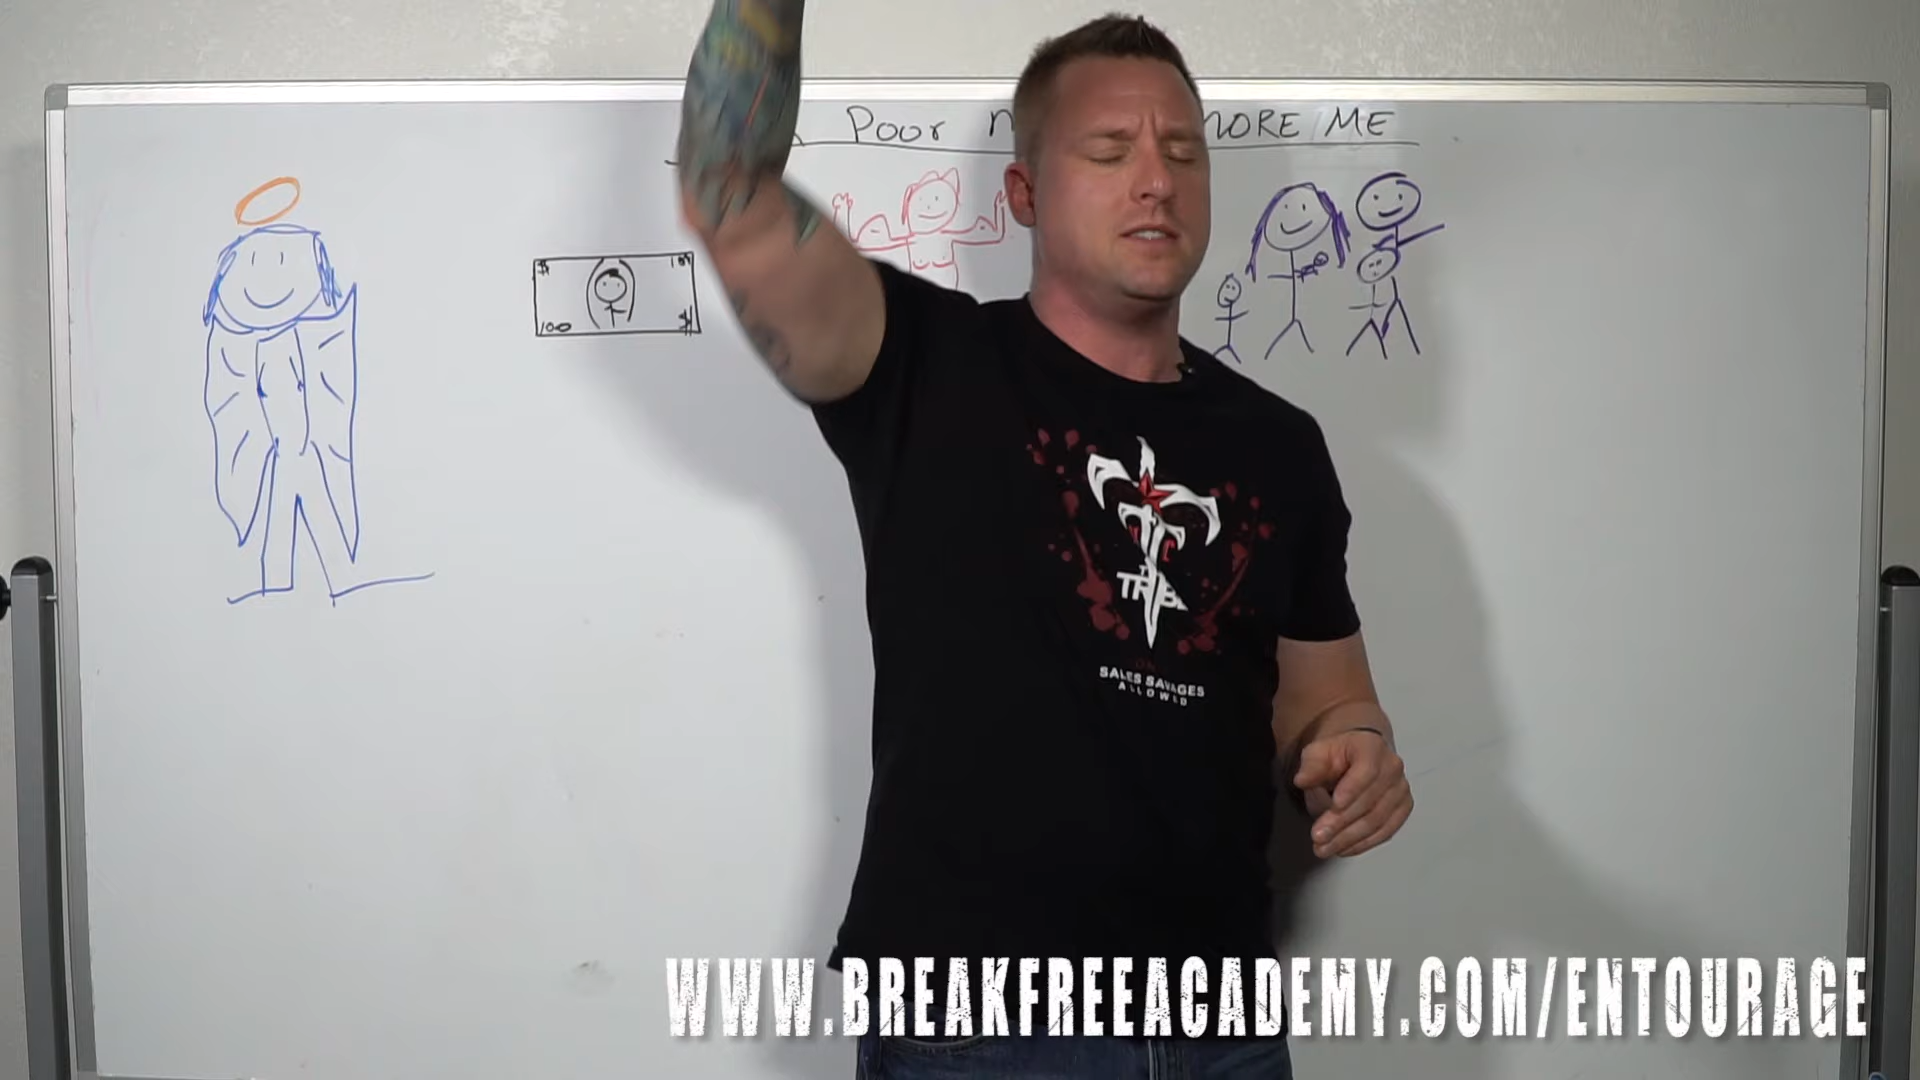 Poor MORE ME
$ 100
100 $
TRIBE
SALES SAVAGES
ALLOWED
WWW.BREAKFREEACADEMY.COM/ENTOURAGE